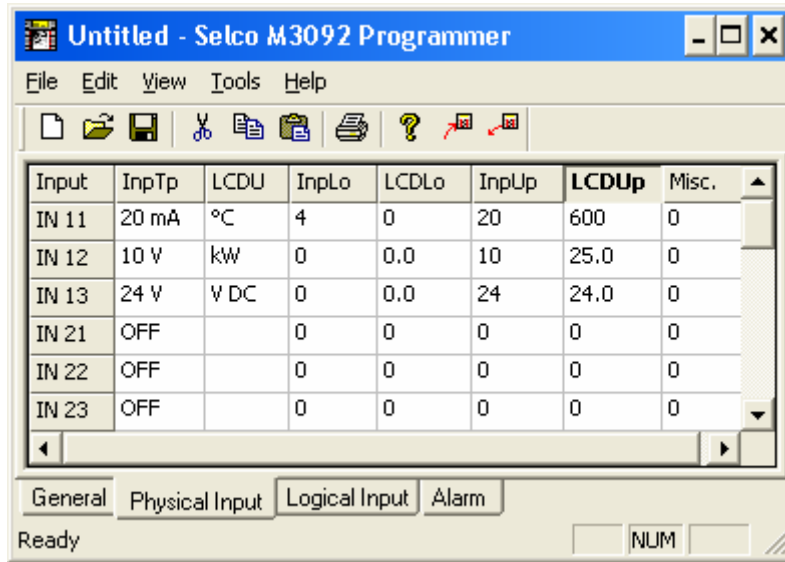 Untitled - Selco M3092 Programmer
File Edit View Tools Help
Input InpTp LCDU InpLo LCDLo InpUp LCDUp Misc.
IN 11 20 mA °C 4 0 20 600 0
IN 12 10 V kW 0 0.0 10 25.0 0
IN 13 24 V V DC 0 0.0 24 24.0 0
IN 21 OFF 0 0 0 0 0
IN 22 OFF 0 0 0 0 0
IN 23 OFF 0 0 0 0 0
General Physical Input Logical Input Alarm
Ready NUM